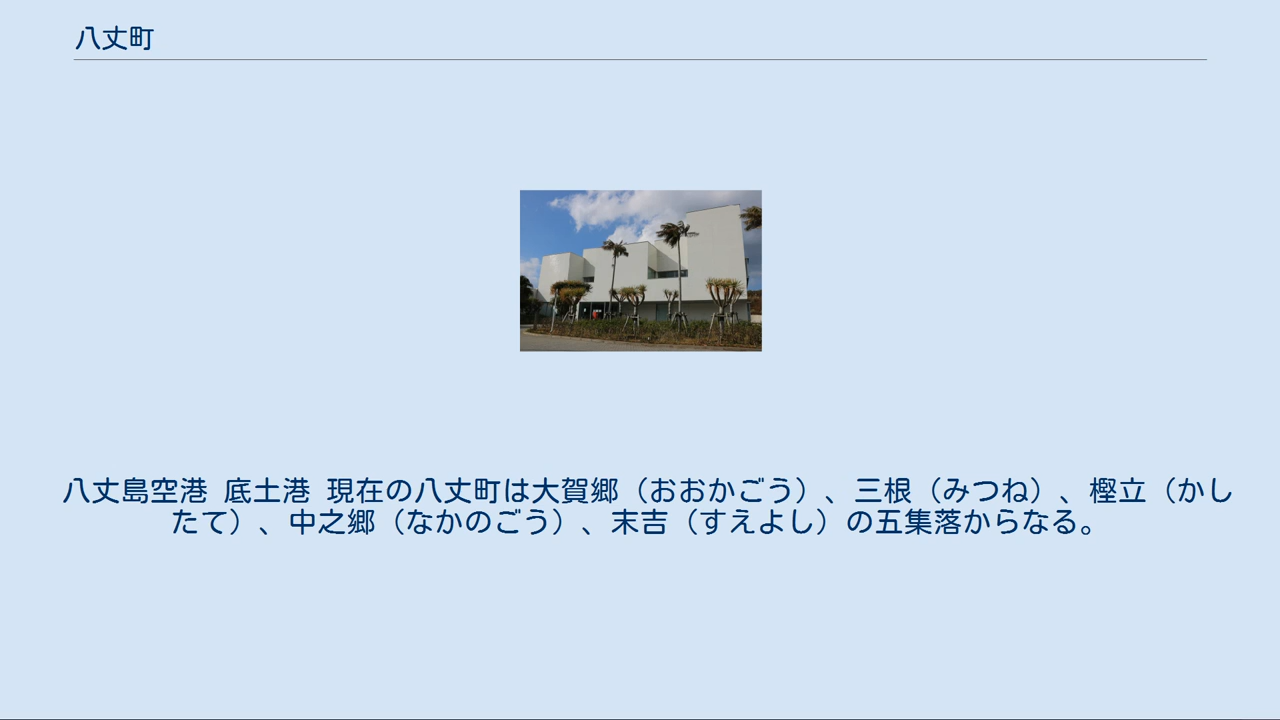 八丈町
八丈島空港 底土港 現在の八丈町は大賀郷（おおかごう）、三根（みつね）、樫立（かし
たて）、中之郷（なかのごう）、末吉（すえよし）の五集落からなる。